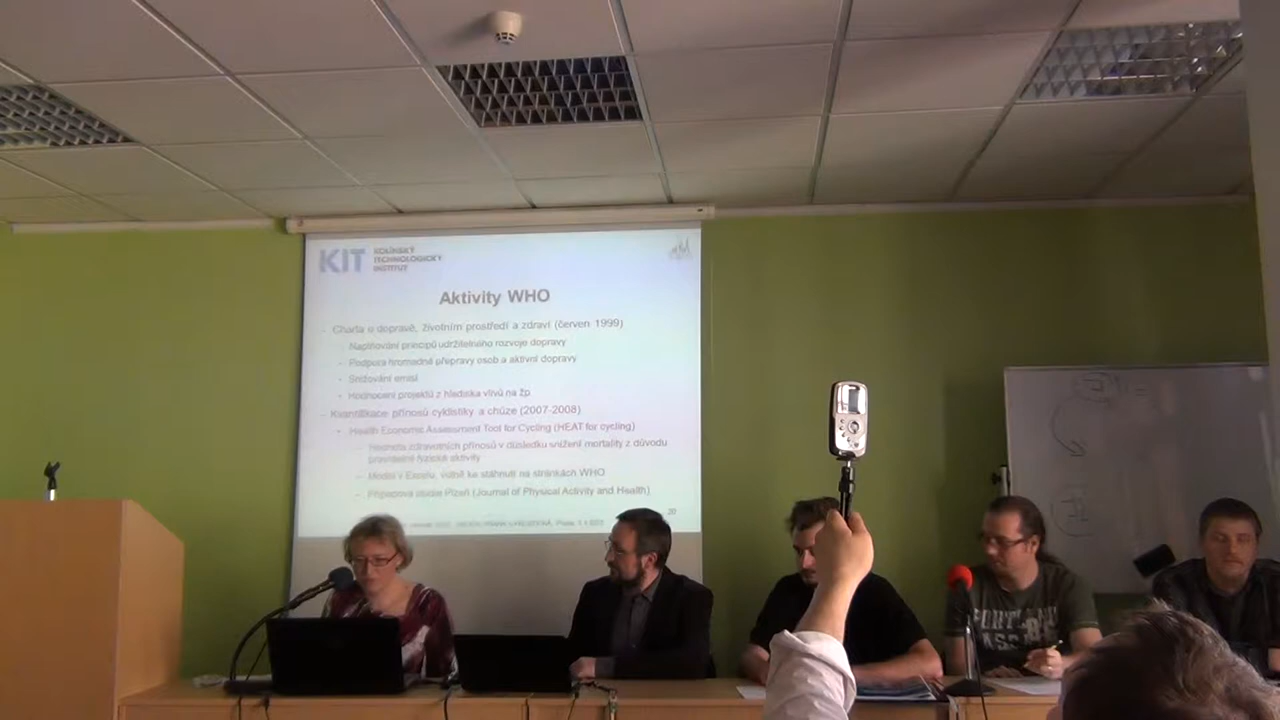 KIT KOLÍNSKÝ
TECHNOLOGICKÝ
INSTITUT
Aktivity WHO
- Charta o dopravě, životním prostředí a zdraví (červen 1999)
- Naplňování principů udržitelného rozvoje dopravy
- Podpora hromadné přepravy osob a aktivní dopravy
- Snižování emisí
- Hodnocení projektů z hlediska vlivů na žp
- Kvantifikace přínosů cyklistiky a chůze (2007-2008)
• Health Economic Assessment Tool for Cycling (HEAT for cycling)
zdravotních přínosů v důsledku snížení mortality z důvodu
pravidelné fyzické aktivity
– Model v Excelu, volně ke stáhnutí na stránkách WHO
– Případová studie Plzeň (Journal of Physical Activity and Health)
20
PORTLAND